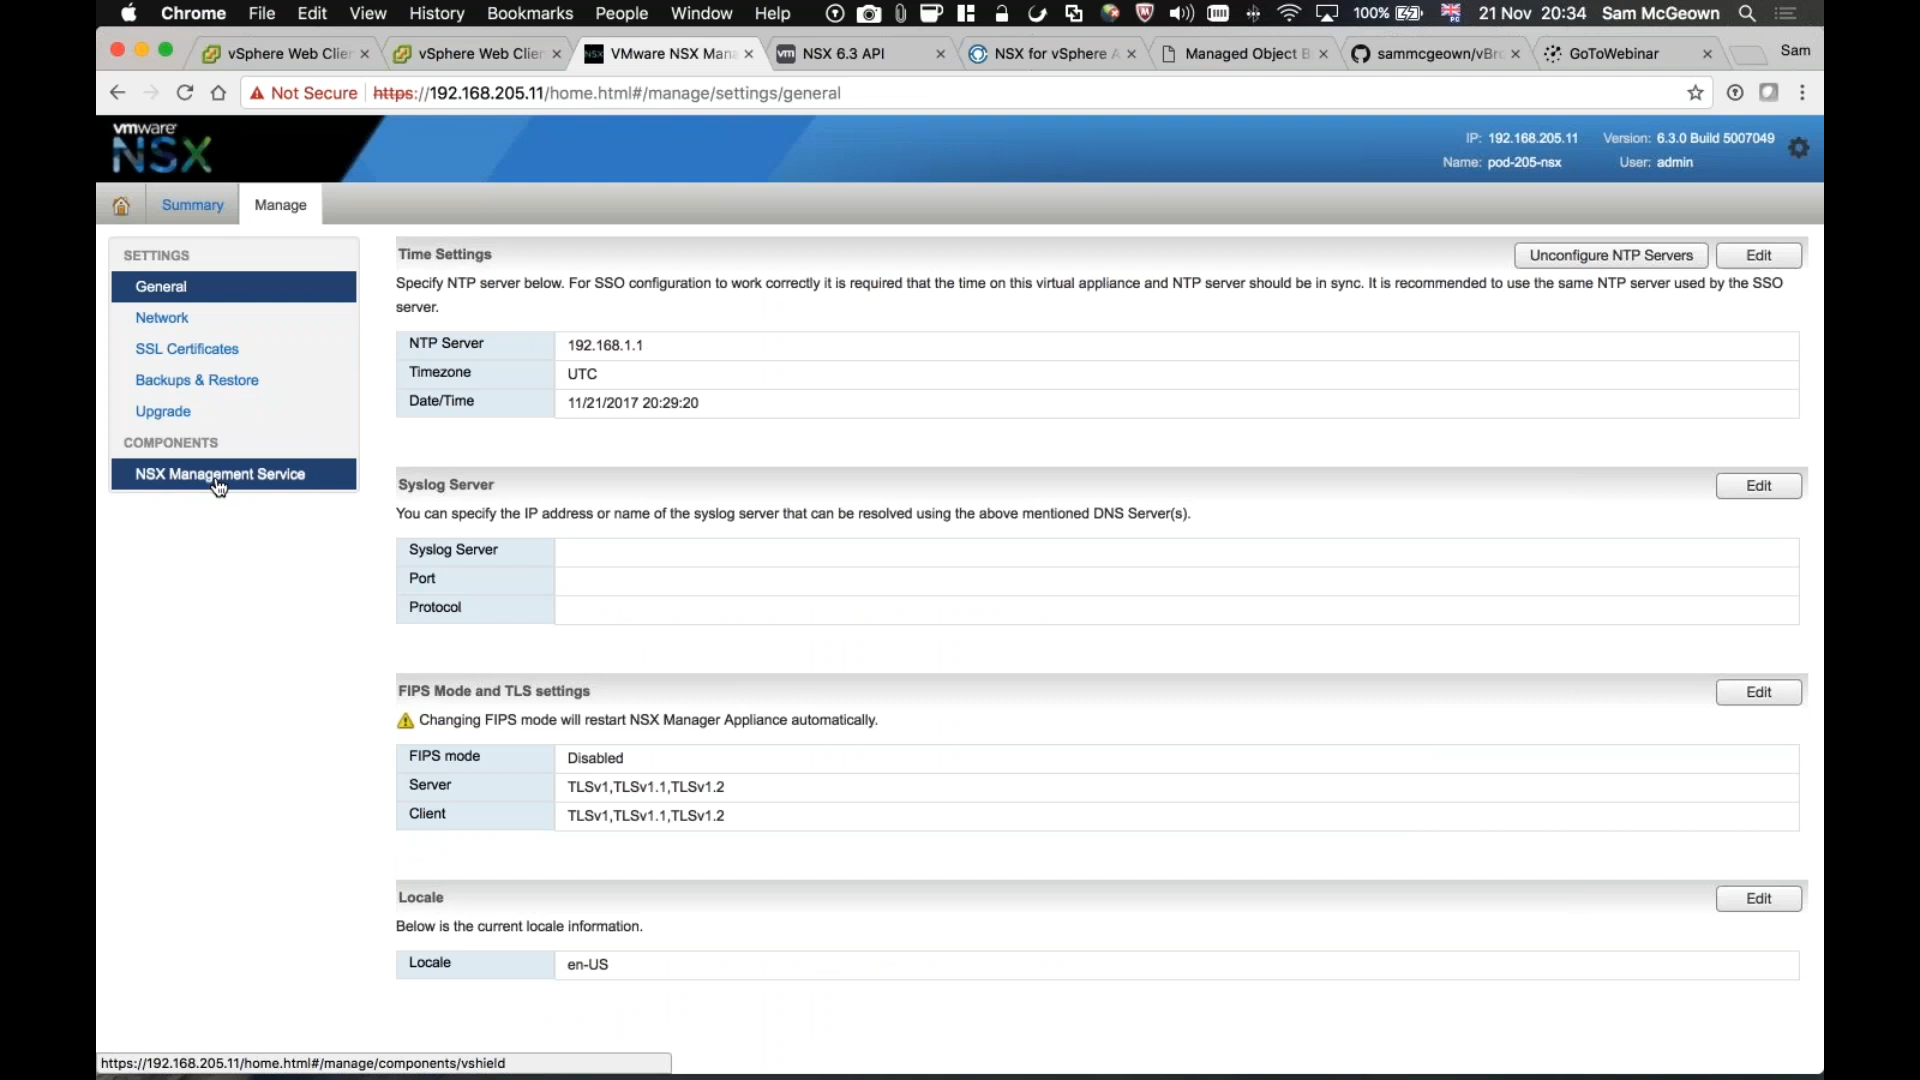 Chrome File Edit View History Bookmarks People Window Help 100% 21 Nov 20:34 Sam McGeown
vSphere Web Clien vSphere Web Clien VMware NSX Mana NSX 6.3 API NSX for vSphere A Managed Object B sammcgeown/vBr GoToWebinar Sam
Not Secure https://192.168.205.11/home.html#/manage/settings/general
vmware
NSX
IP: 192.168.205.11 Version: 6.3.0 Build 5007049
Name: pod-205-nsx User: admin
Summary Manage
SETTINGS
General
Network
SSL Certificates
Backups & Restore
Upgrade
COMPONENTS
NSX Management Service
Time Settings Unconfigure NTP Servers Edit
Specify NTP server below. For SSO configuration to work correctly it is required that the time on this virtual appliance and NTP server should be in sync. It is recommended to use the same NTP server used by the SSO
server.
NTP Server 192.168.1.1
Timezone UTC
Date/Time 11/21/2017 20:29:20
Syslog Server Edit
You can specify the IP address or name of the syslog server that can be resolved using the above mentioned DNS Server(s).
Syslog Server
Port
Protocol
FIPS Mode and TLS settings Edit
Changing FIPS mode will restart NSX Manager Appliance automatically.
FIPS mode Disabled
Server TLSv1,TLSv1.1,TLSv1.2
Client TLSv1,TLSv1.1,TLSv1.2
Locale Edit
Below is the current locale information.
Locale en-US
https://192.168.205.11/home.html#/manage/components/vshield